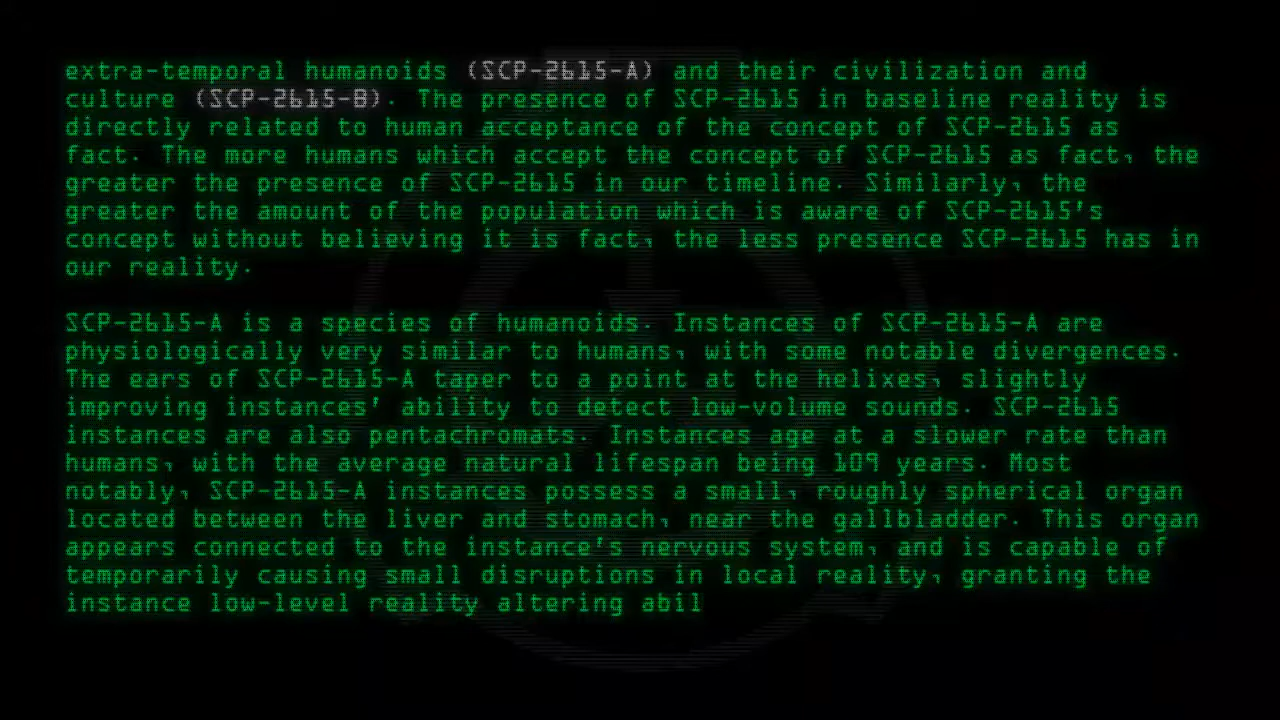 extra-temporal humanoids (SCP-2615-A) and their civilization and
culture (SCP-2615-B). The presence of SCP-2615 in baseline reality is
directly related to human acceptance of the concept of SCP-2615 as
fact. The more humans which accept the concept of SCP-2615 as fact, the
greater the presence of SCP-2615 in our timeline. Similarly, the
greater the amount of the population which is aware of SCP-2615's
concept without believing it is fact, the less presence SCP-2615 has in
our reality.
SCP-2615-A is a species of humanoids. Instances of SCP-2615-A are
physiologically very similar to humans, with some notable divergences.
The ears of SCP-2615-A taper to a point at the helixes, slightly
improving instances' ability to detect low-volume sounds. SCP-2615
instances are also pentachromats. Instances age at a slower rate than
humans, with the average natural lifespan being 109 years. Most
notably, SCP-2615-A instances possess a small, roughly spherical organ
located between the liver and stomach, near the gallbladder. This organ
appears connected to the instance's nervous system, and is capable of
temporarily causing small disruptions in local reality, granting the
instance low-level reality altering abil